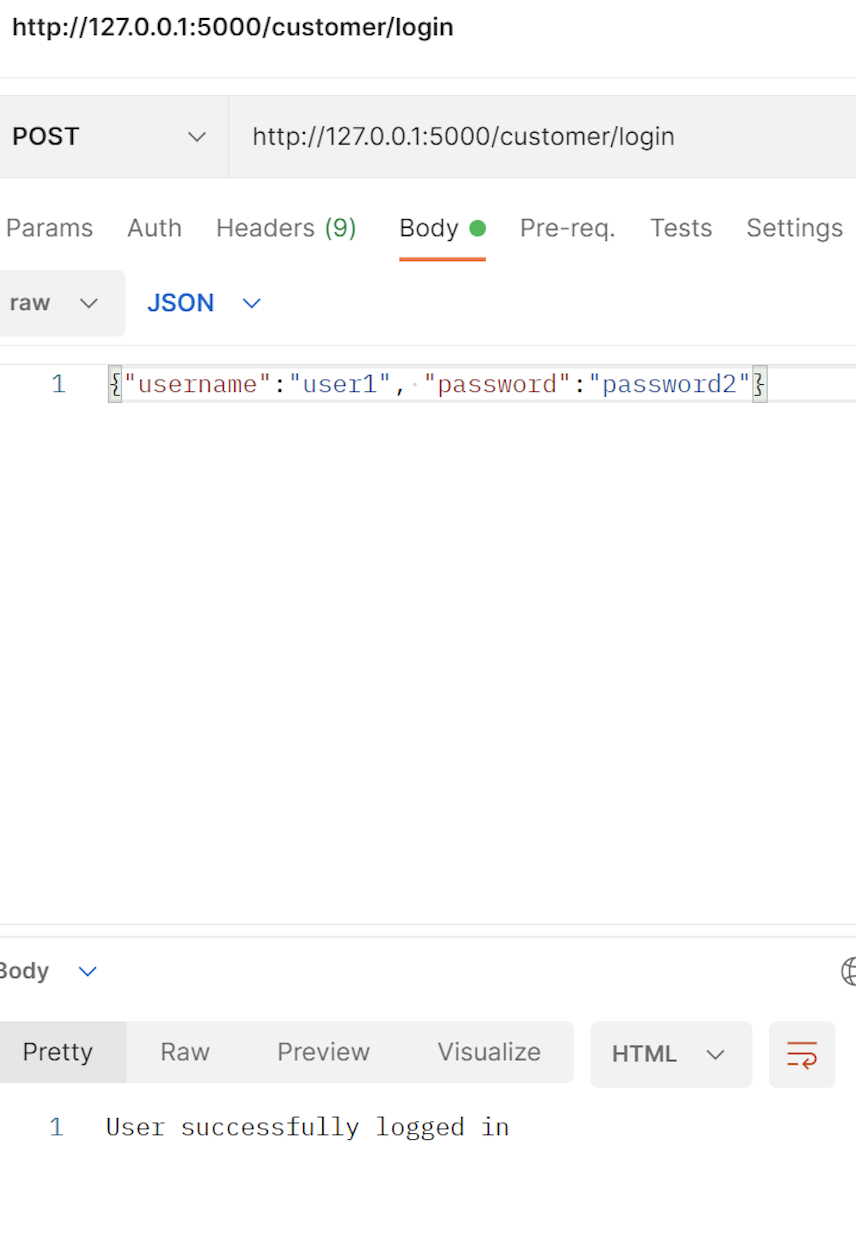 http://127.0.0.1:5000/customer/login
POST http://127.0.0.1:5000/customer/login
Params Auth Headers (9) Body Pre-req. Tests Settings
raw JSON
1 {"username":"user1", "password":"password2"}
Body
Pretty Raw Preview Visualize HTML
1 User successfully logged in